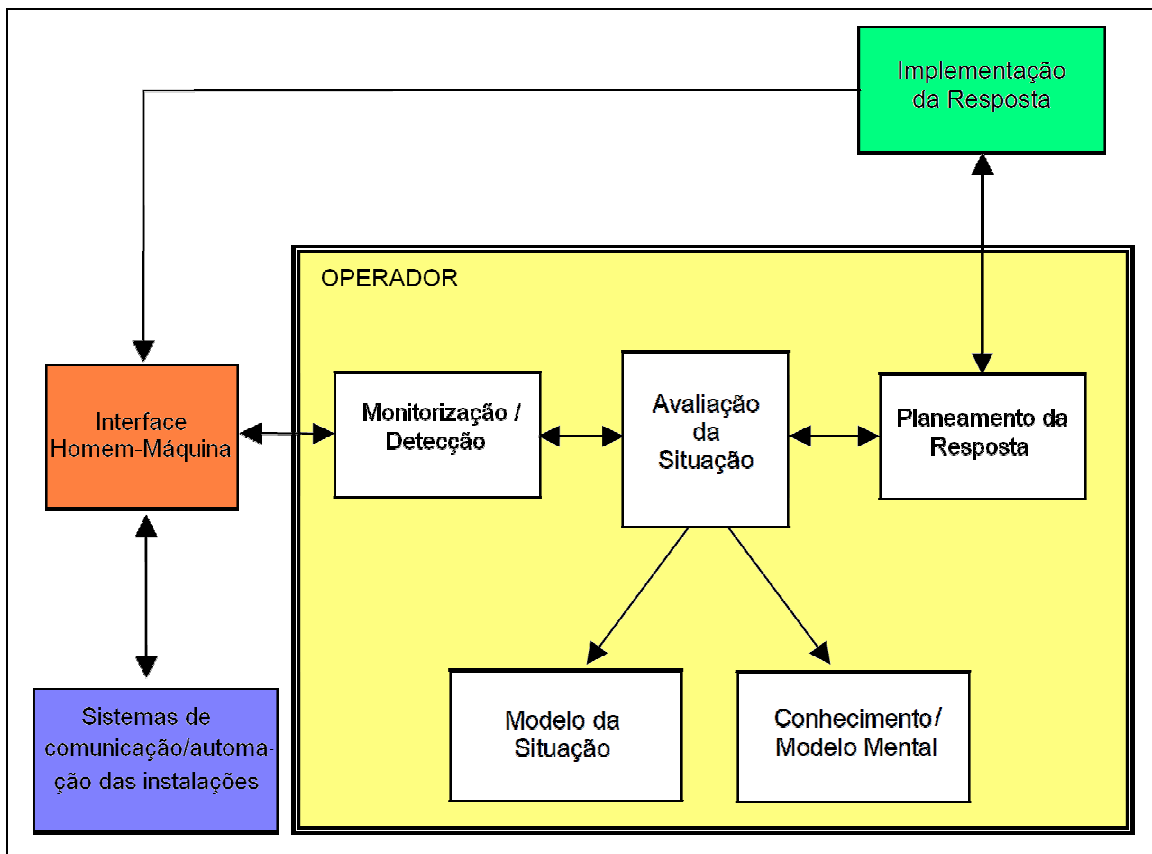 Implementação
da Resposta
OPERADOR
Interface
Homem-Máquina
Monitorização /
Detecção
Avaliação
da
Situação
Planeamento da
Resposta
Sistemas de
comunicação/automa-
ção das instalações
Modelo da
Situação
Conhecimento/
Modelo Mental